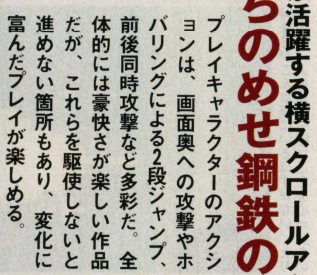 活躍する横スクロールア
ちのめせ鋼鉄の
プレイキャラクターのアクシ
ョンは、画面奥への攻撃やホ
バリングによる2段ジャンプ、
前後同時攻撃など多彩だ。全
体的には豪快さが楽しい作品
だが、これらを駆使しないと
進めない箇所もあり、変化に
富んだプレイが楽しめる。